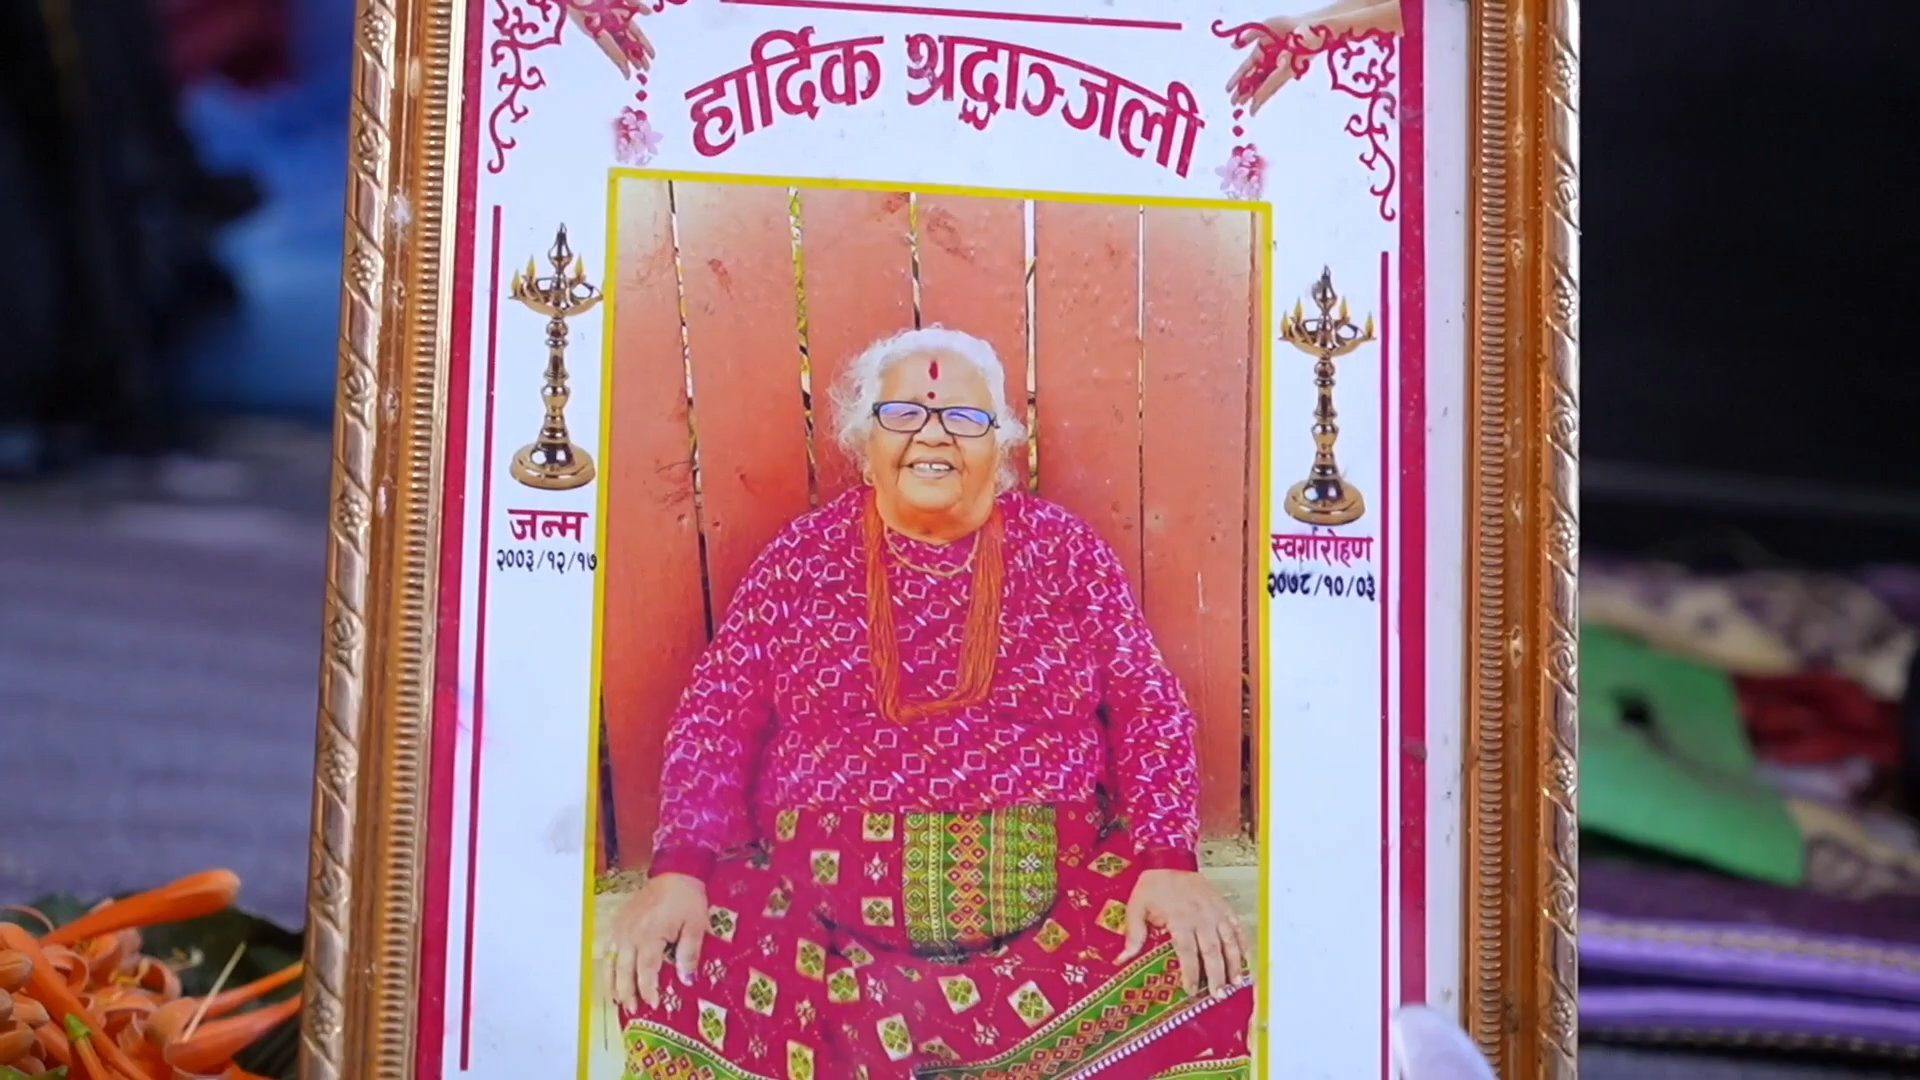 हार्दिक श्रद्धाञ्जली
जन्म
२००३/१२/१७
स्वर्गारोहण
२०७८/१०/०३